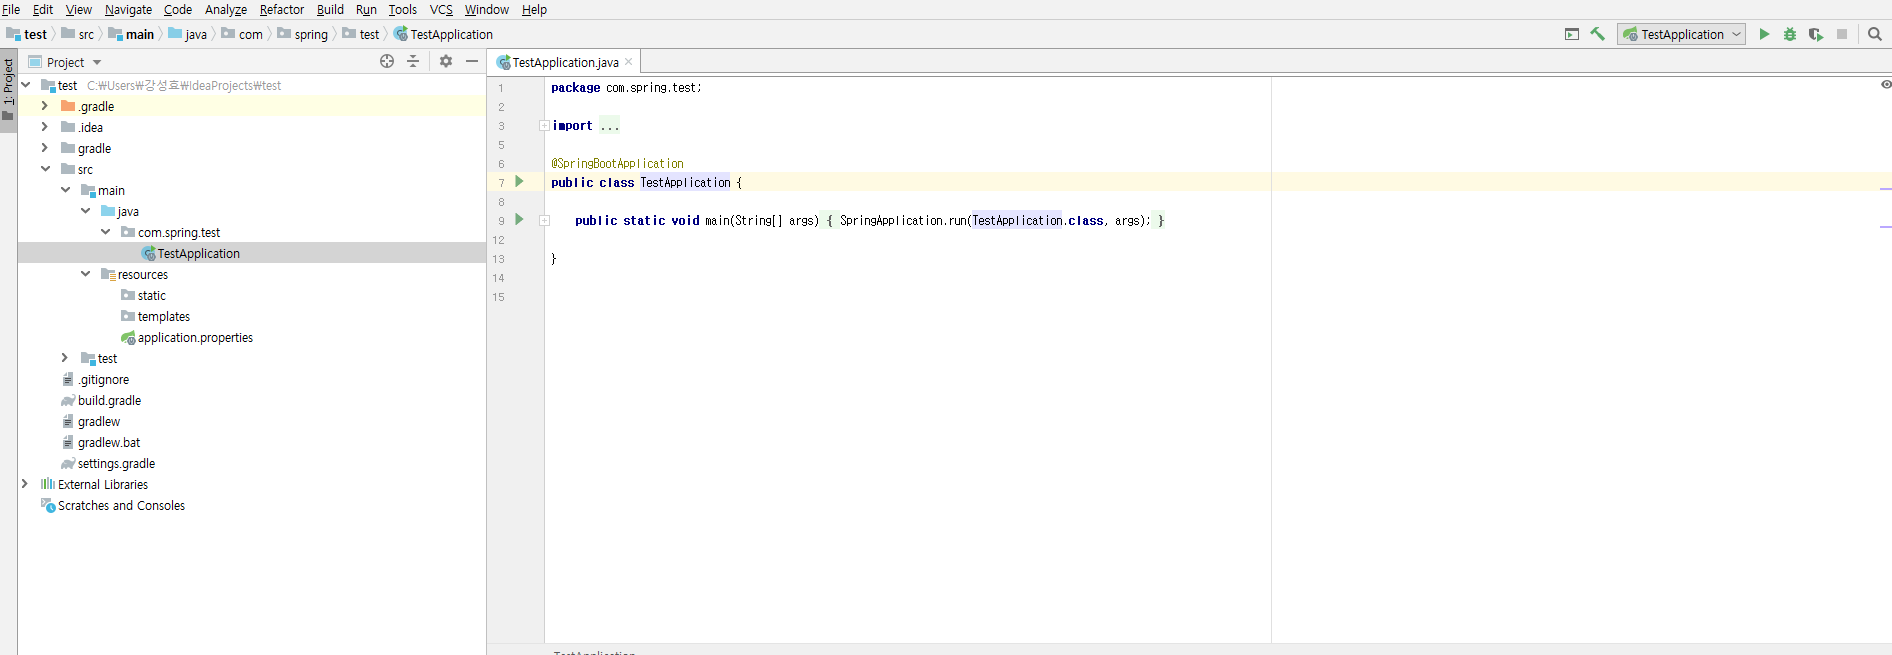 File Edit View Navigate Code Analyze Refactor Build Run Tools VCS Window Help
test src main java com spring test TestApplication
TestApplication
1: Project
Project
test C:₩Users₩강성효₩IdeaProjects₩test
.gradle
.idea
gradle
src
main
java
com.spring.test
TestApplication
resources
static
templates
application.properties
test
.gitignore
build.gradle
gradlew
gradlew.bat
settings.gradle
External Libraries
Scratches and Consoles
TestApplication.java
1 package com.spring.test;
2
3 import ...
5
6 @SpringBootApplication
7 public class TestApplication {
8
9 public static void main(String[] args) { SpringApplication.run(TestApplication.class, args); }
12
13 }
14
15
TestApplication